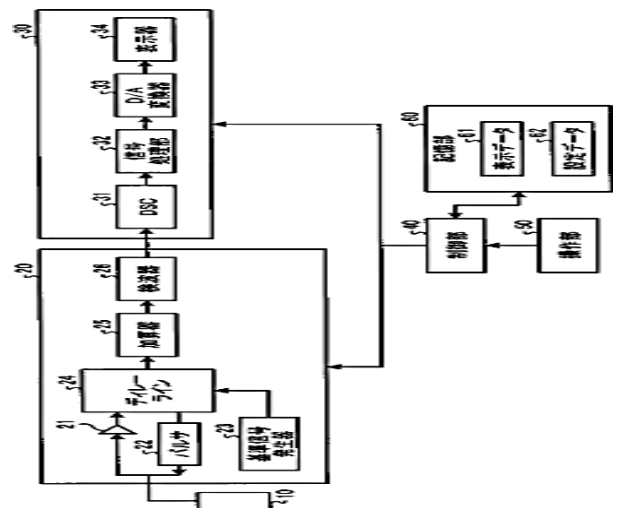 10
20
21
22
パルサ
23
基準信号
発生器
24
ディレー
ライン
25
加算器
26
検波器
30
31
DSC
32
信号
処理部
33
D/A
変換器
34
表示器
40
制御部
50
操作部
60
記憶部
61
表示データ
62
設定データ